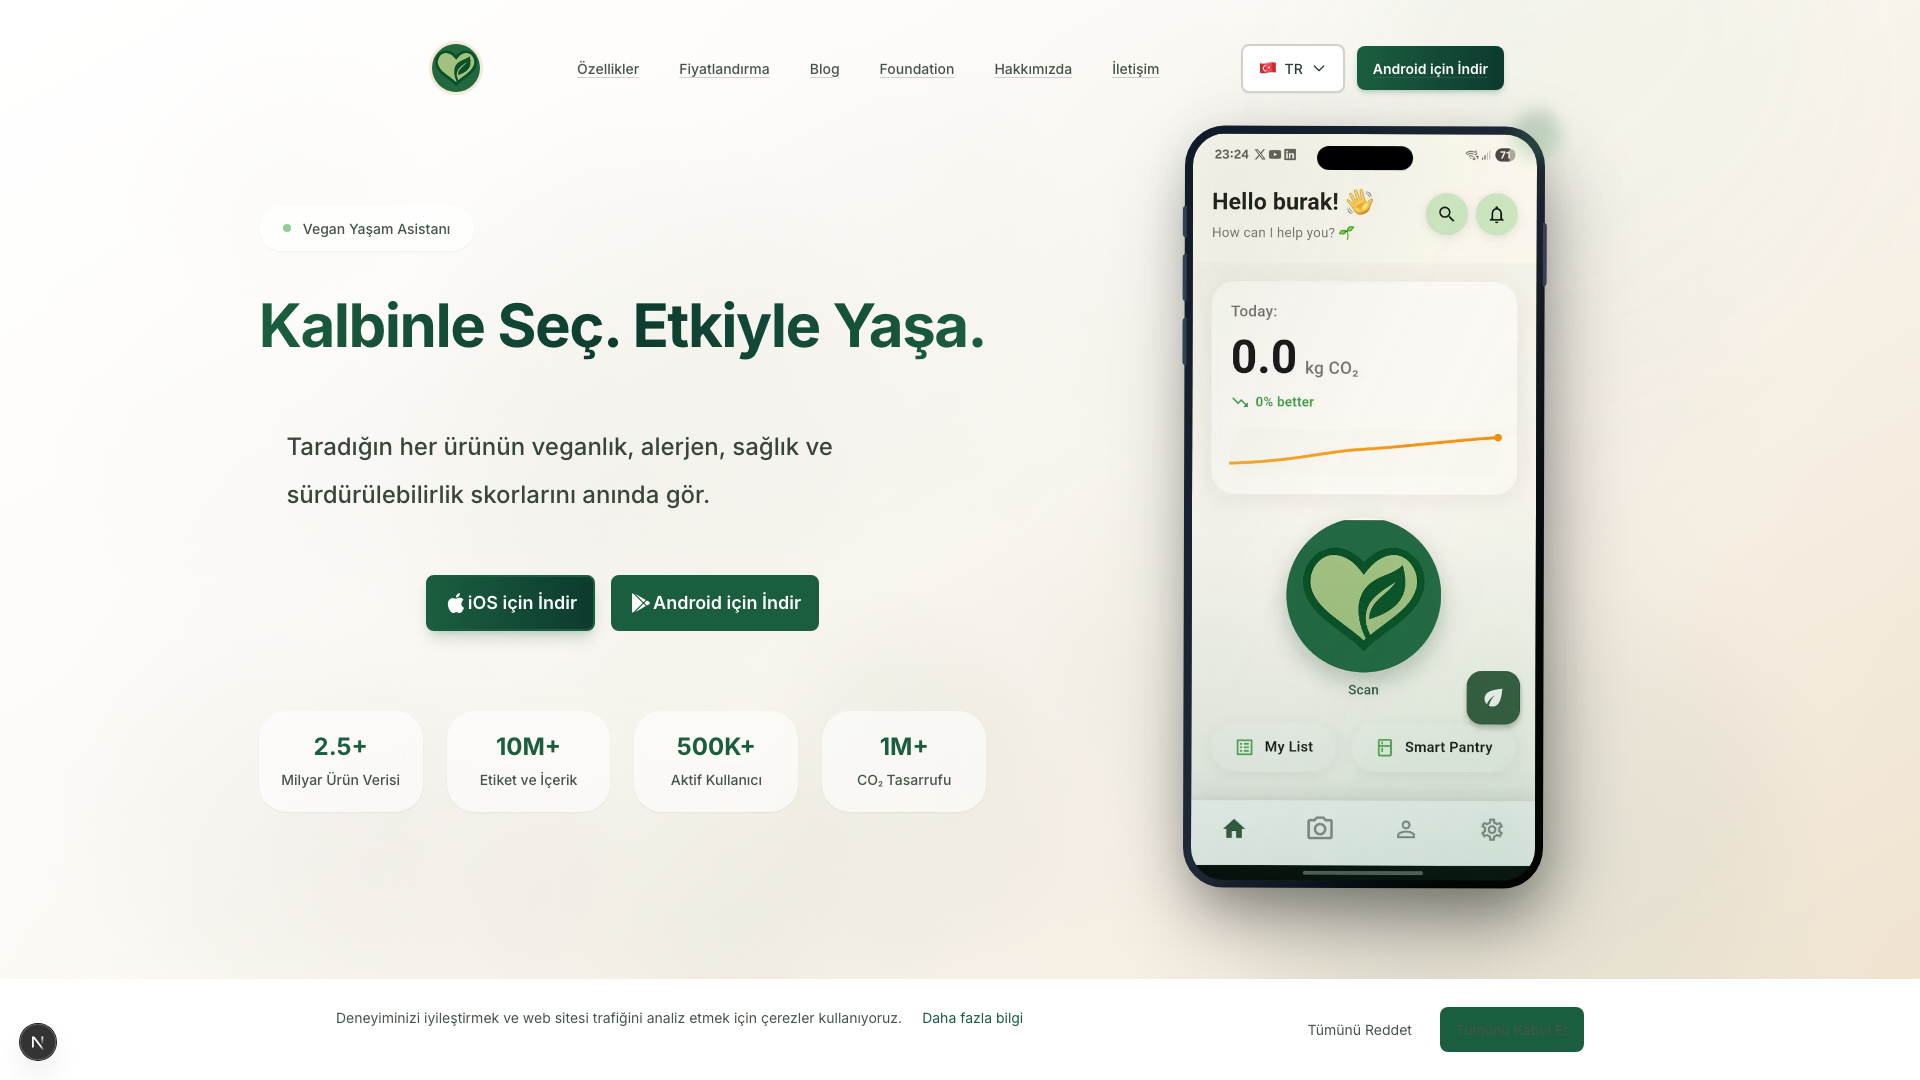 Özellikler
Fiyatlandırma
Blog
Foundation
Hakkımızda
İletişim
TR
Android için İndir
Vegan Yaşam Asistanı
Kalbinle Seç. Etkiyle Yaşa.
Taradığın her ürünün veganlık, alerjen, sağlık ve
sürdürülebilirlik skorlarını anında gör.
iOS için İndir
Android için İndir
2.5+
Milyar Ürün Verisi
10M+
Etiket ve İçerik
500K+
Aktif Kullanıcı
1M+
CO₂ Tasarrufu
23:24
71
Hello burak! 👋
How can I help you? 🌱
Today:
0.0 kg CO₂
0% better
Scan
My List
Smart Pantry
Deneyiminizi iyileştirmek ve web sitesi trafiğini analiz etmek için çerezler kullanıyoruz. Daha fazla bilgi
Tümünü Reddet
Tümünü Kabul Et